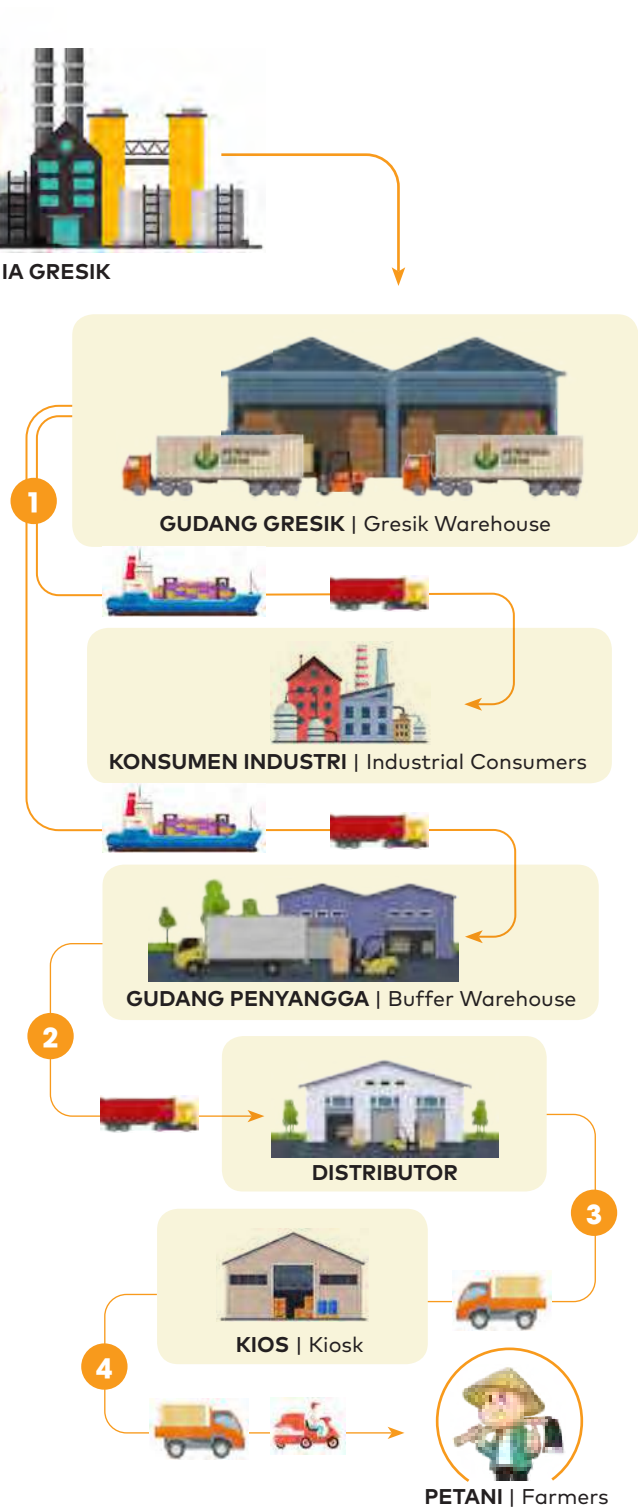 IA GRESIK
1
GUDANG GRESIK | Gresik Warehouse
KONSUMEN INDUSTRI | Industrial Consumers
GUDANG PENYANGGA | Buffer Warehouse
2
DISTRIBUTOR
3
KIOS | Kiosk
4
PETANI | Farmers